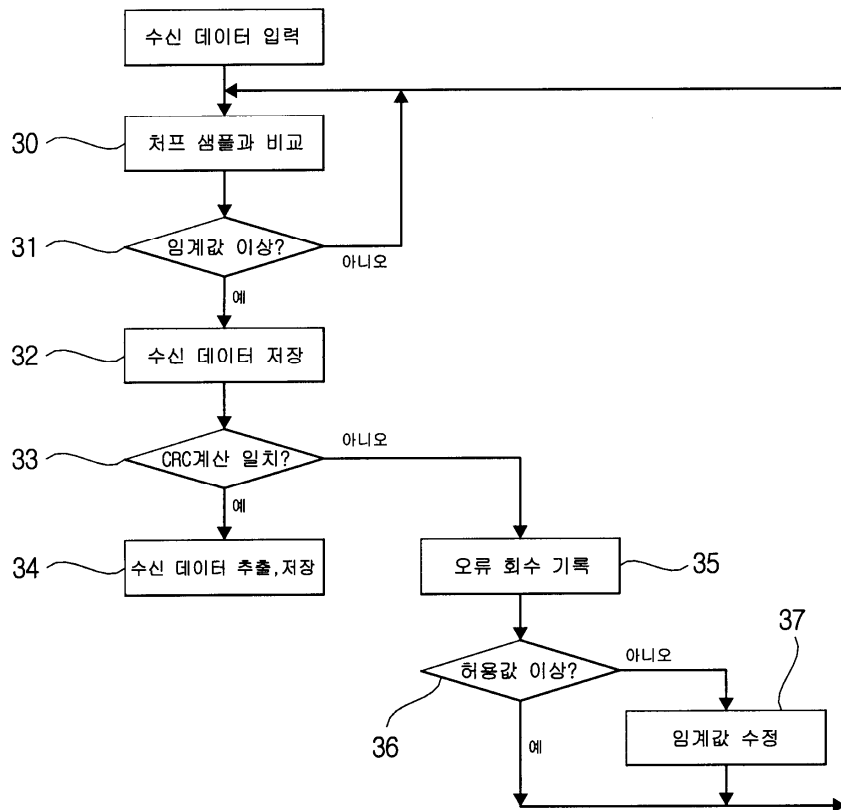 수신 데이터 입력
30
처프 샘플과 비교
31
임계값 이상?
아니오
예
32
수신 데이터 저장
33
CRC계산 일치?
아니오
예
34
수신 데이터 추출,저장
오류 회수 기록
35
허용값 이상?
아니오
36
예
37
임계값 수정